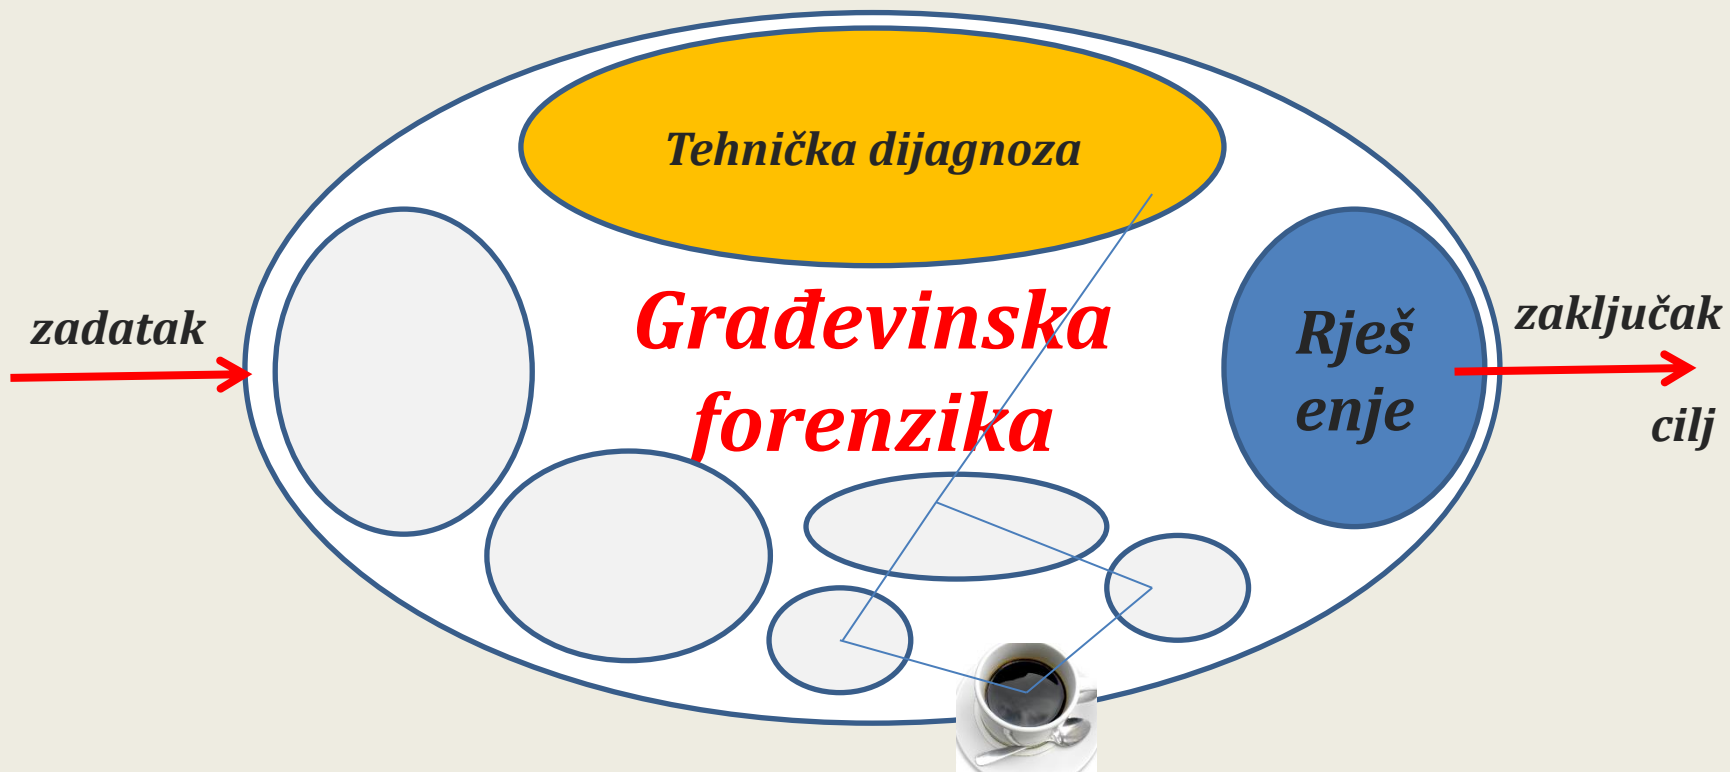 Tehnička dijagnoza
zadatak
Građevinska
forenzika
Rješ
enje
zaključak
cilj